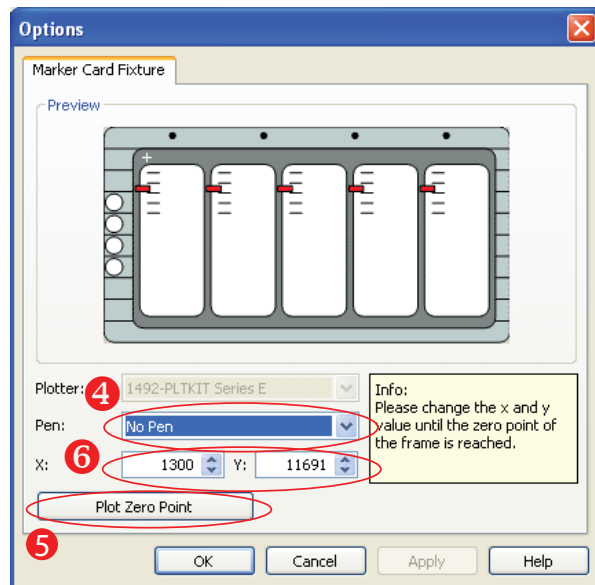 Options
Marker Card Fixture
Preview
Plotter: 1492-PLTKIT Series E
4
Pen: No Pen
6
X: 1300 Y: 11691
Info:
Please change the x and y
value until the zero point of
the frame is reached.
Plot Zero Point
5
OK Cancel Apply Help